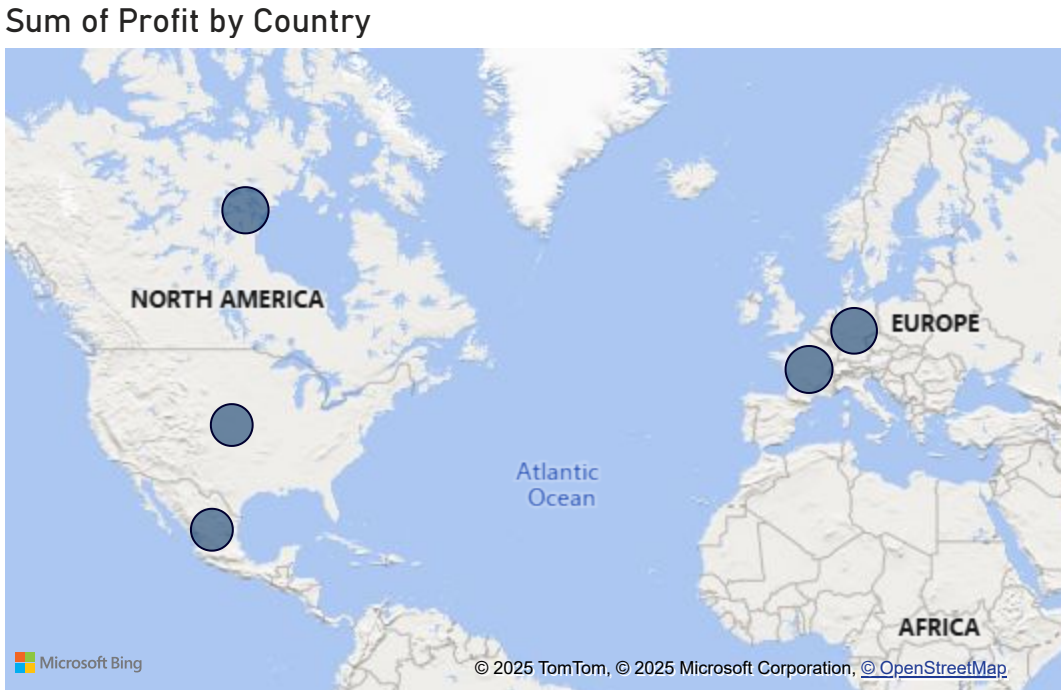 Sum of Profit by Country
NORTH AMERICA
EUROPE
Atlantic
Ocean
AFRICA
Microsoft Bing
© 2025 TomTom, © 2025 Microsoft Corporation, © OpenStreetMap